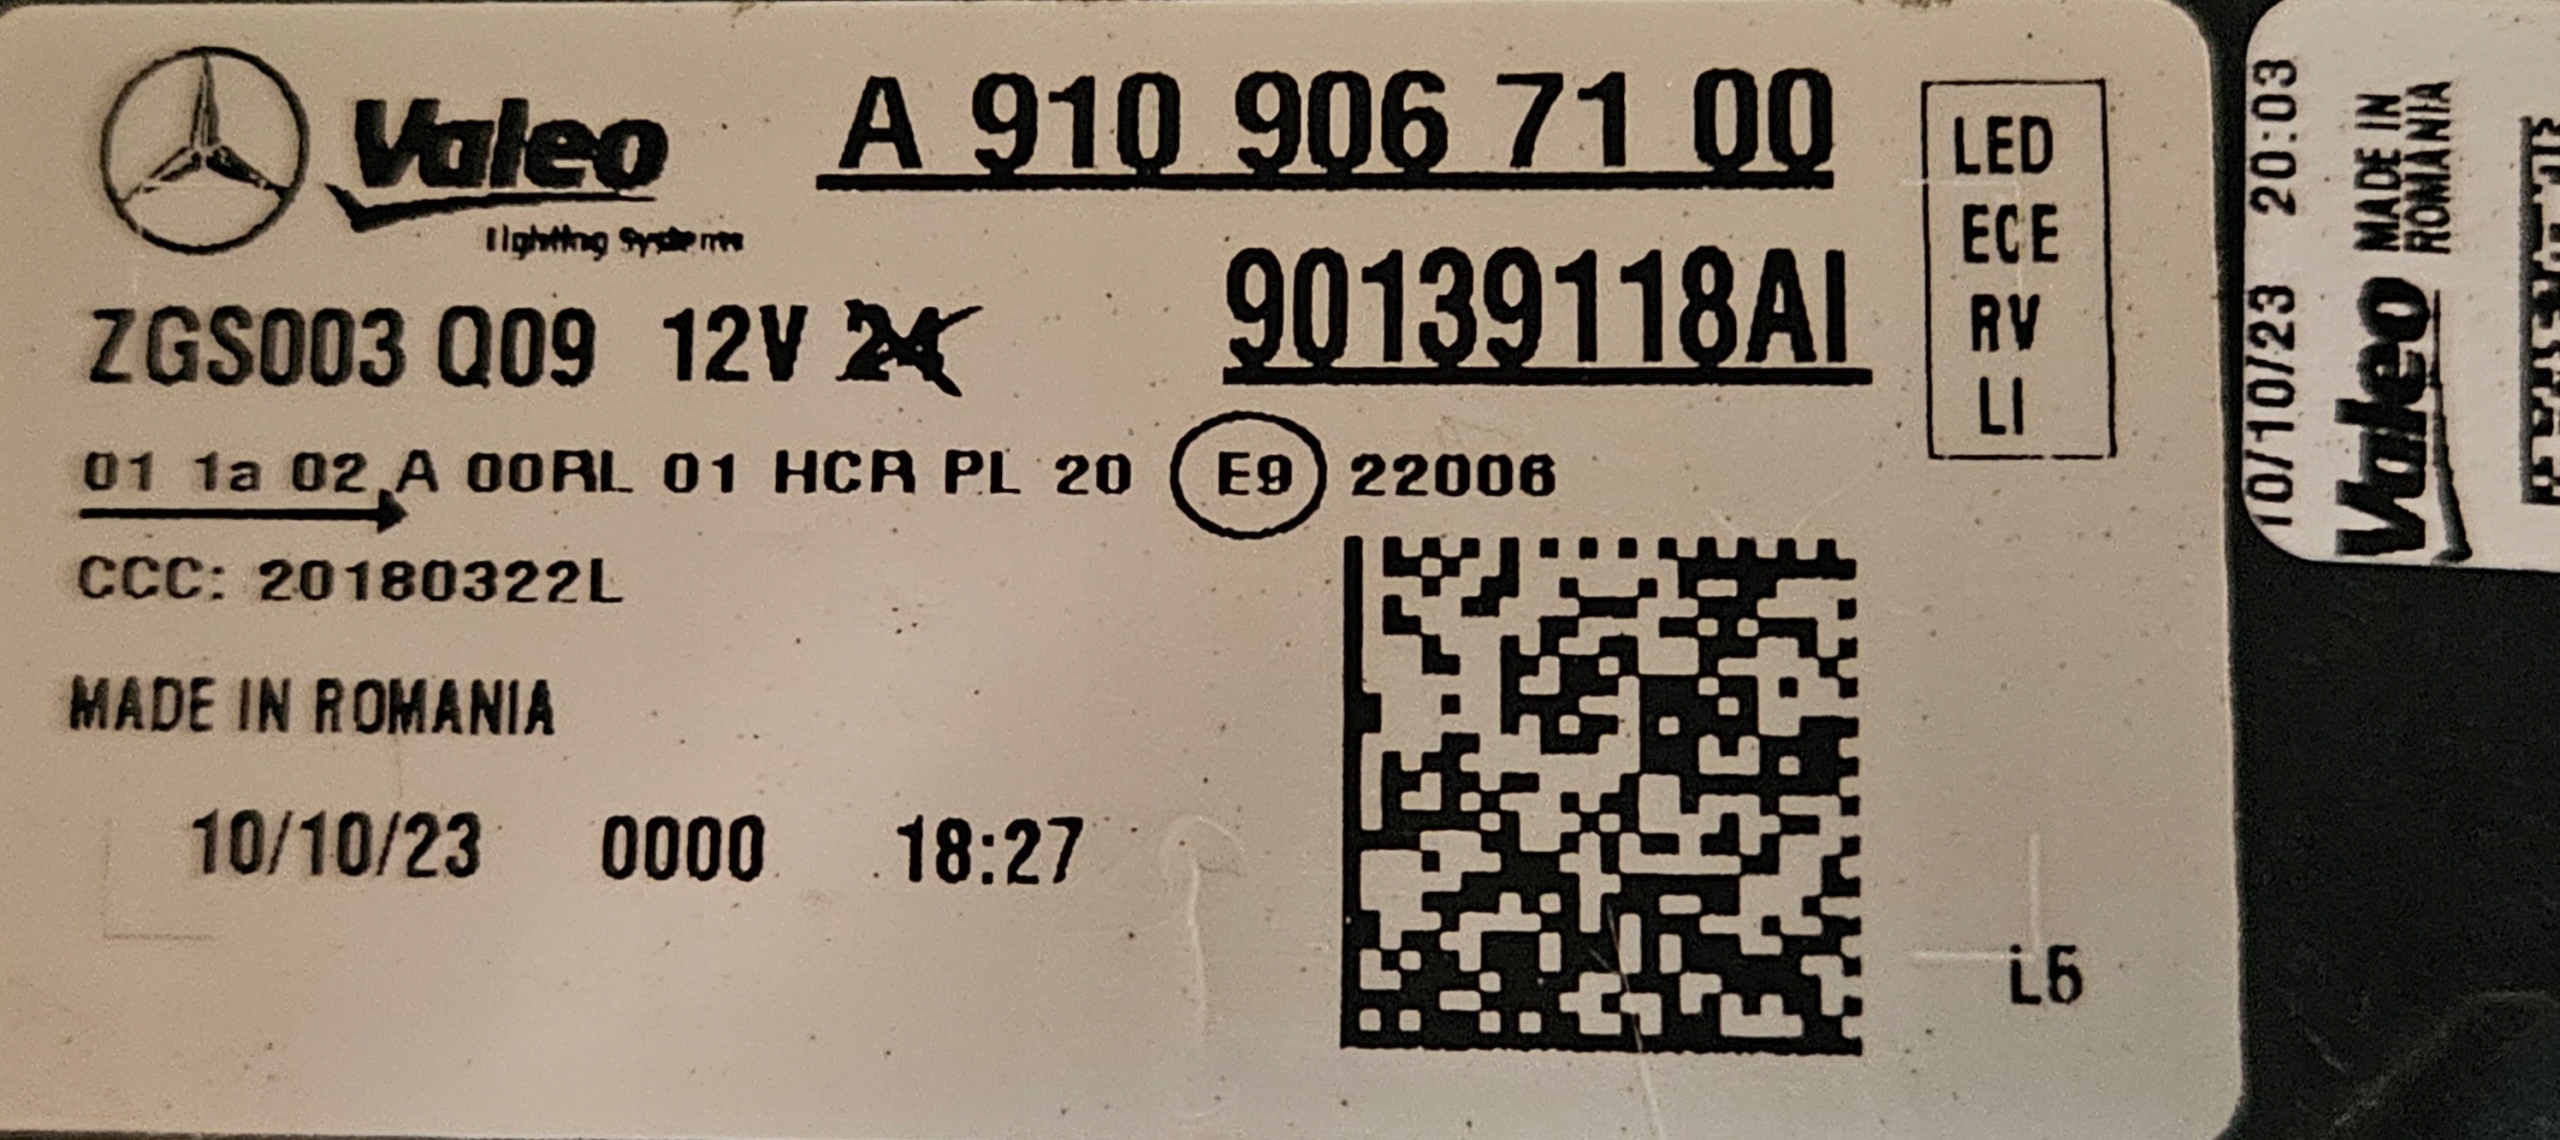 Valeo
Lighting Systems
A 910 906 71 00
90139118AI
ZGS003 Q09 12V 24
LED
ECE
RV
LI
01 1a 02 A 00RL 01 HCR PL 20 E9 22006
CCC: 20180322L
MADE IN ROMANIA
10/10/23 0000 18:27
L5
10/10/23 20:03
Valeo MADE IN
ROMANIA